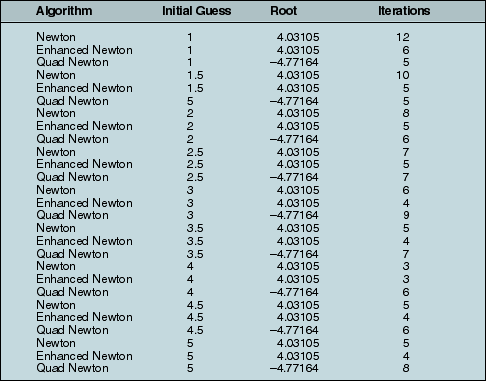 Algorithm Initial Guess Root Iterations
Newton 1 4.03105 12
Enhanced Newton 1 4.03105 6
Quad Newton 1 –4.77164 5
Newton 1.5 4.03105 10
Enhanced Newton 1.5 4.03105 5
Quad Newton 5 –4.77164 5
Newton 2 4.03105 8
Enhanced Newton 2 4.03105 5
Quad Newton 2 –4.77164 6
Newton 2.5 4.03105 7
Enhanced Newton 2.5 4.03105 5
Quad Newton 2.5 –4.77164 7
Newton 3 4.03105 6
Enhanced Newton 3 4.03105 4
Quad Newton 3 –4.77164 9
Newton 3.5 4.03105 5
Enhanced Newton 3.5 4.03105 4
Quad Newton 3.5 –4.77164 7
Newton 4 4.03105 3
Enhanced Newton 4 4.03105 3
Quad Newton 4 –4.77164 6
Newton 4.5 4.03105 5
Enhanced Newton 4.5 4.03105 4
Quad Newton 4.5 –4.77164 6
Newton 5 4.03105 5
Enhanced Newton 5 4.03105 4
Quad Newton 5 –4.77164 8